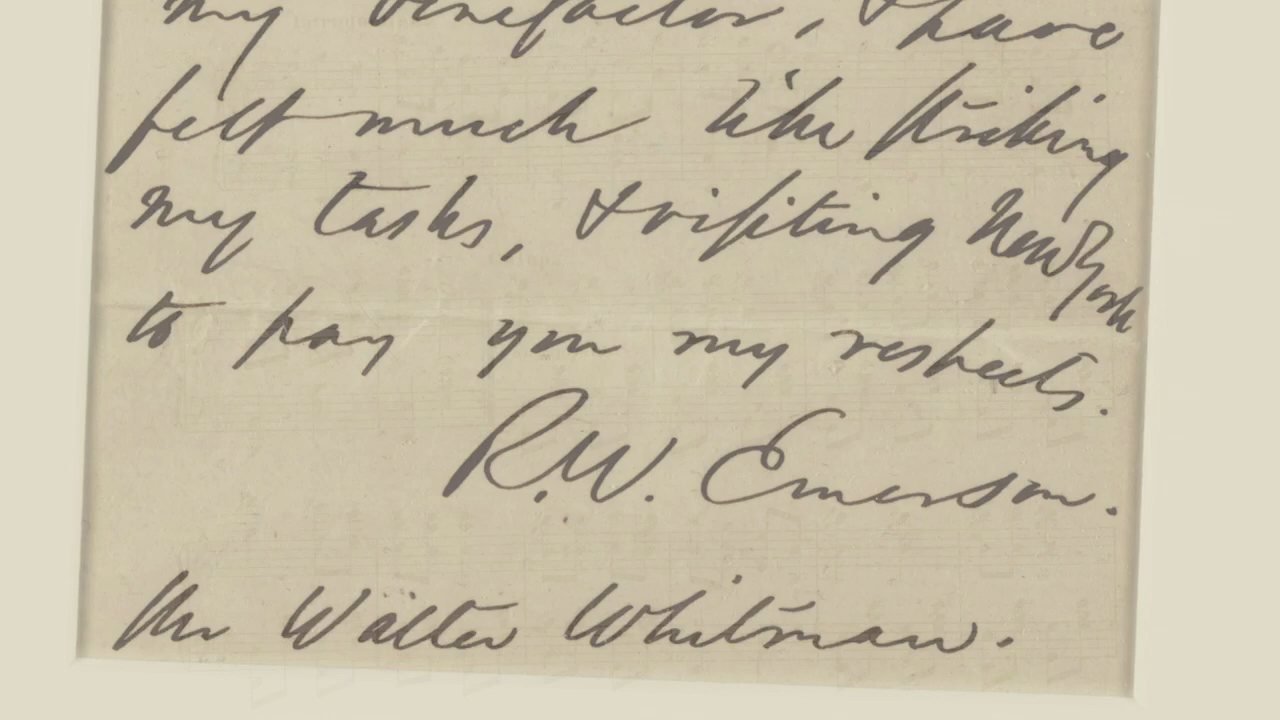 my benefactor, & have
felt much like striking
my tasks, & visiting New York
to pay you my respects.
R. W. Emerson.
Mr Walter Whitman.